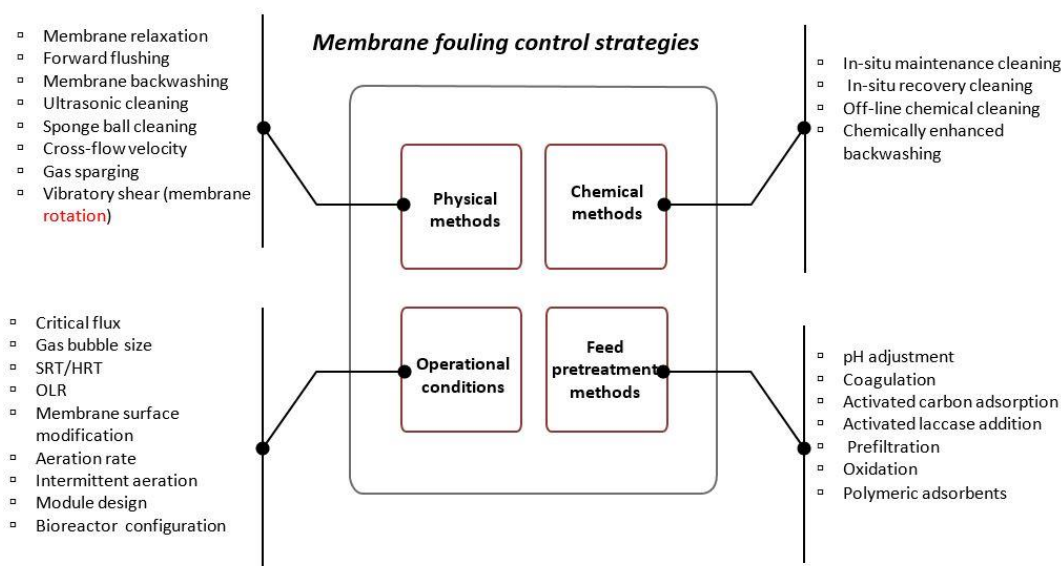 Membrane fouling control strategies
Membrane relaxation
Forward flushing
Membrane backwashing
Ultrasonic cleaning
Sponge ball cleaning
Cross-flow velocity
Gas sparging
Vibratory shear (membrane
rotation)
In-situ maintenance cleaning
In-situ recovery cleaning
Off-line chemical cleaning
Chemically enhanced
backwashing
Physical
methods
Chemical
methods
Operational
conditions
Feed
pretreatment
methods
Critical flux
Gas bubble size
SRT/HRT
OLR
Membrane surface
modification
Aeration rate
Intermittent aeration
Module design
Bioreactor configuration
pH adjustment
Coagulation
Activated carbon adsorption
Activated laccase addition
Prefiltration
Oxidation
Polymeric adsorbents